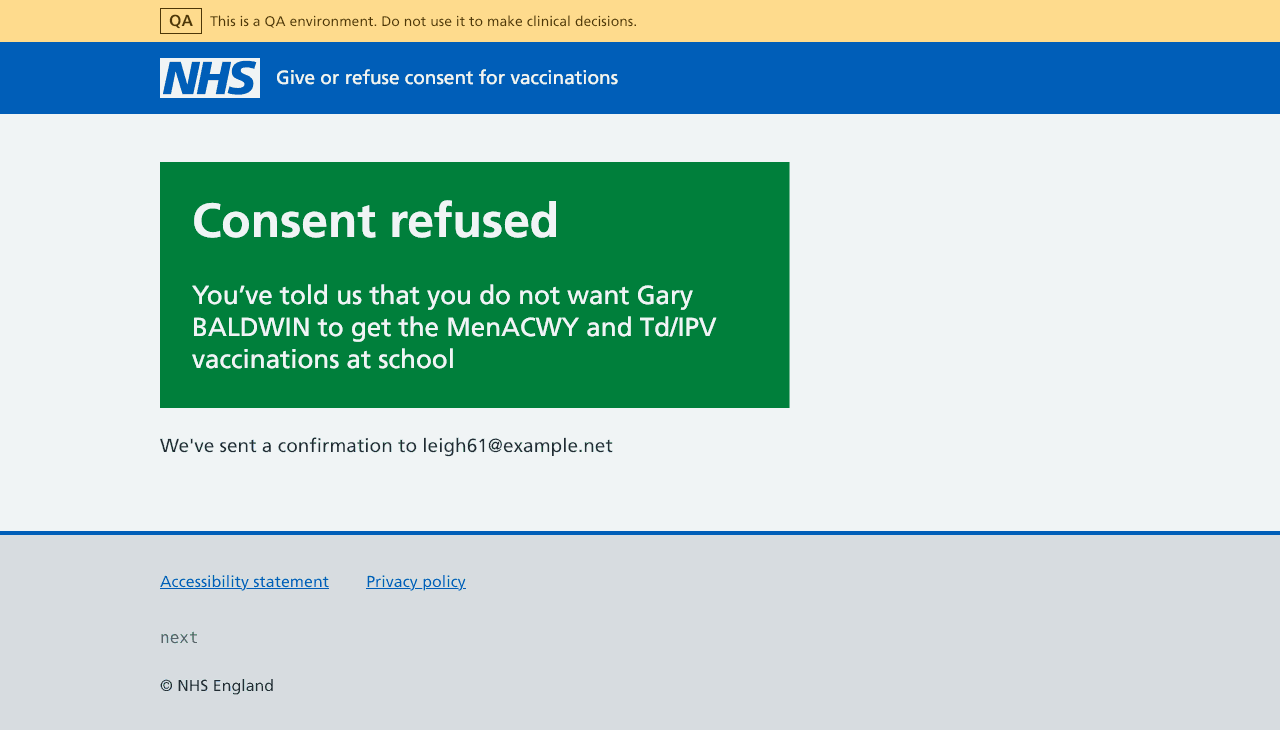 QA This is a QA environment. Do not use it to make clinical decisions.
NHS Give or refuse consent for vaccinations
Consent refused
You’ve told us that you do not want Gary
BALDWIN to get the MenACWY and Td/IPV
vaccinations at school
We've sent a confirmation to leigh61@example.net
Accessibility statement Privacy policy
next
© NHS England